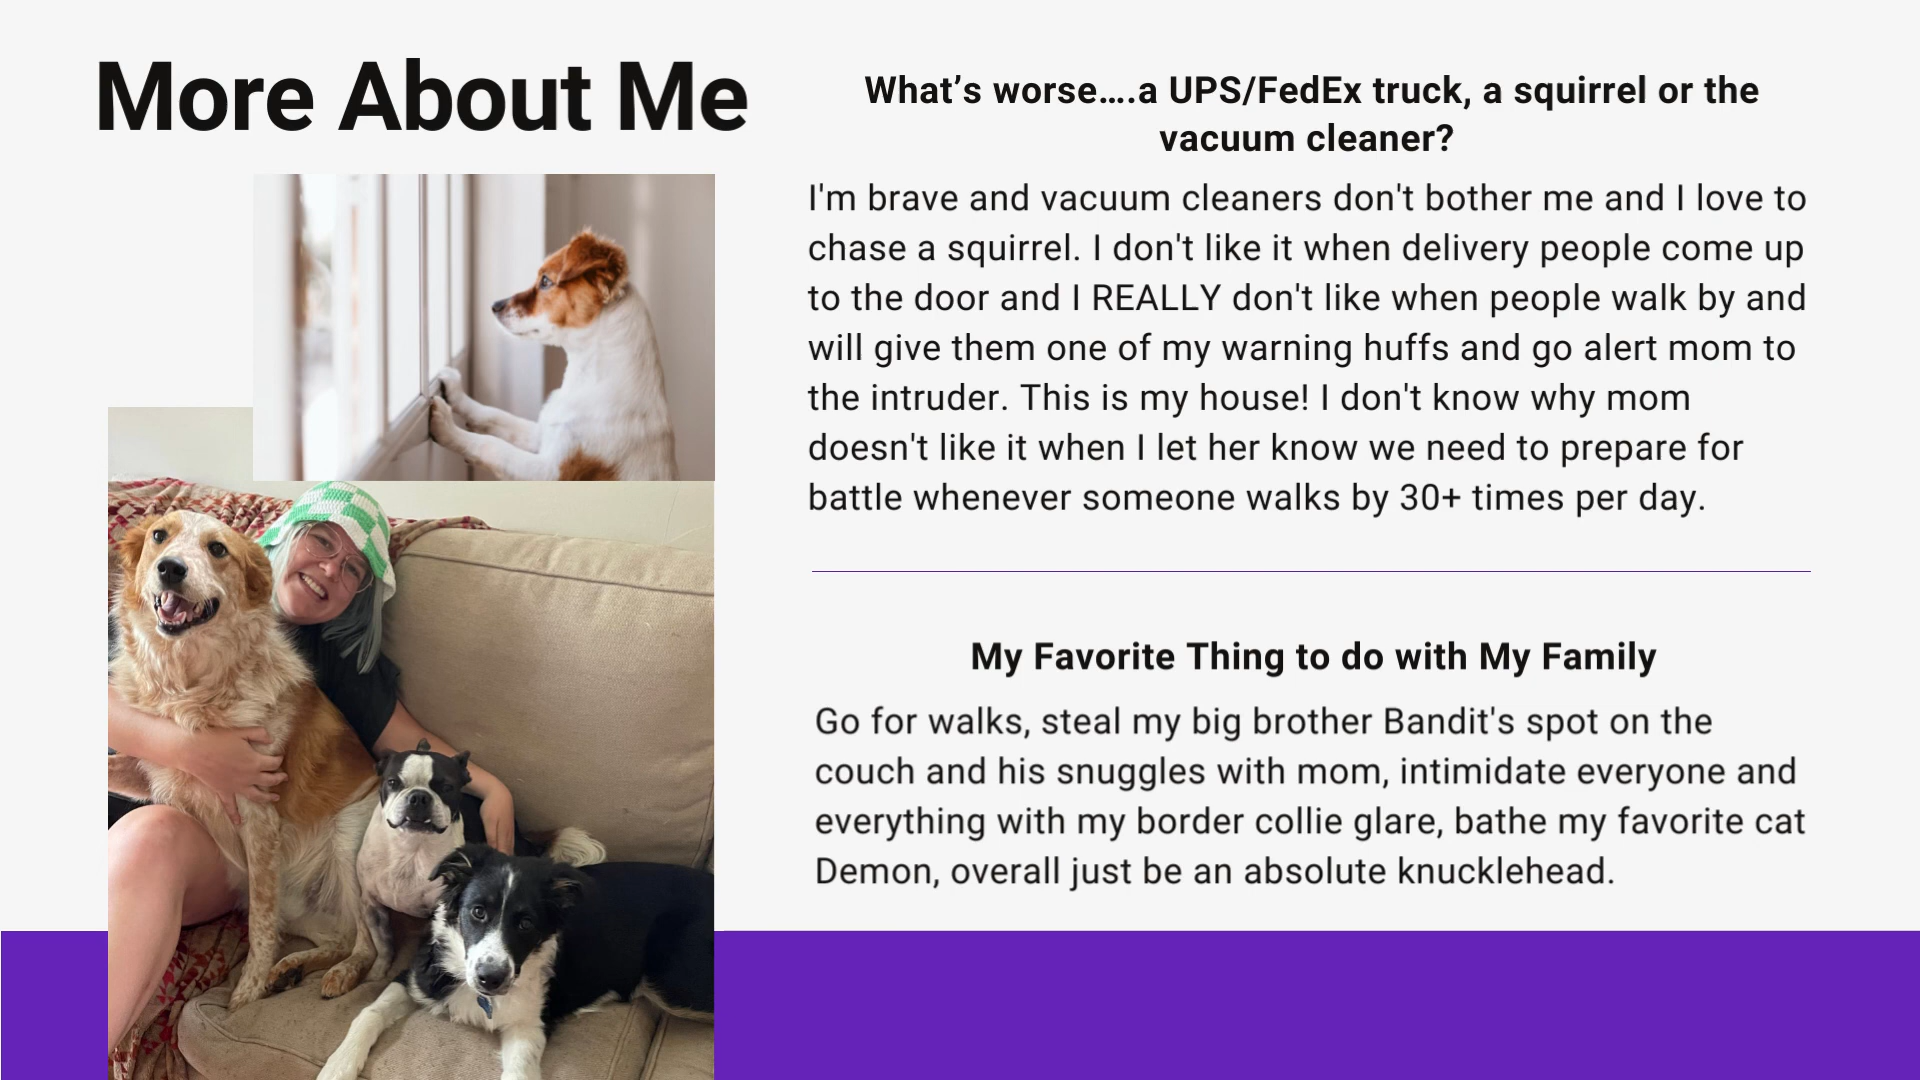 More About Me
What’s worse....a UPS/FedEx truck, a squirrel or the
vacuum cleaner?
I'm brave and vacuum cleaners don't bother me and I love to
chase a squirrel. I don't like it when delivery people come up
to the door and I REALLY don't like when people walk by and
will give them one of my warning huffs and go alert mom to
the intruder. This is my house! I don't know why mom
doesn't like it when I let her know we need to prepare for
battle whenever someone walks by 30+ times per day.
My Favorite Thing to do with My Family
Go for walks, steal my big brother Bandit's spot on the
couch and his snuggles with mom, intimidate everyone and
everything with my border collie glare, bathe my favorite cat
Demon, overall just be an absolute knucklehead.